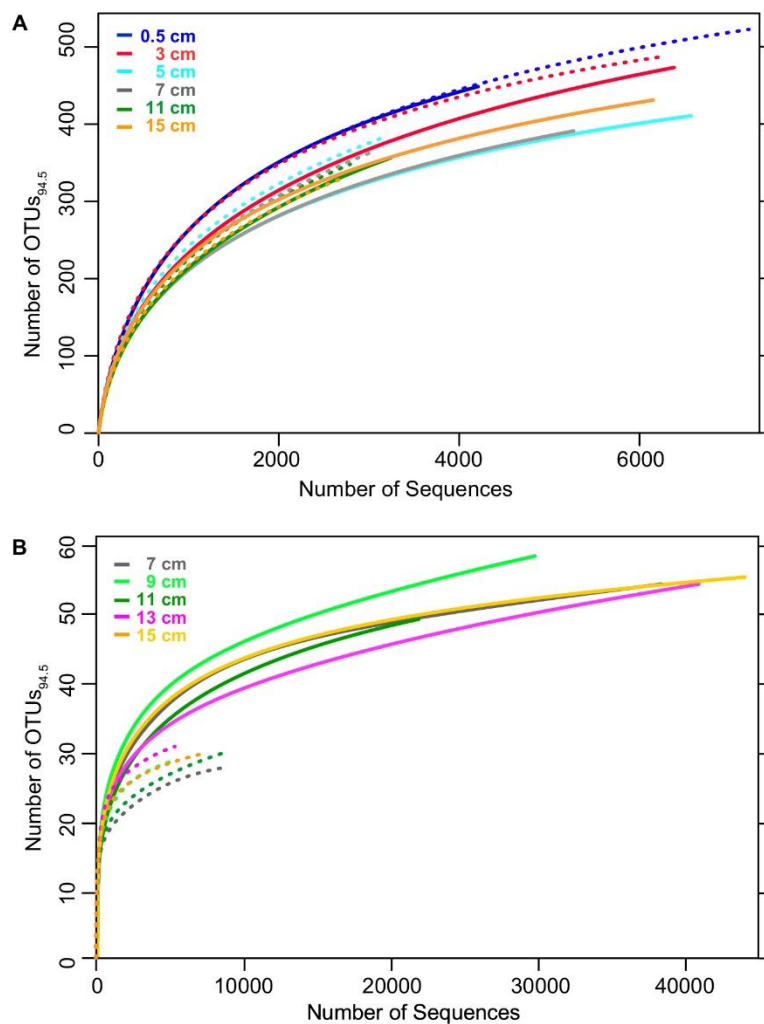 A
0.5 cm
3 cm
5 cm
7 cm
11 cm
15 cm
Number of OTUs94.5
0 100 200 300 400 500
0 2000 4000 6000
Number of Sequences
B
7 cm
9 cm
11 cm
13 cm
15 cm
Number of OTUs94.5
0 10 20 30 40 50 60
0 10000 20000 30000 40000
Number of Sequences